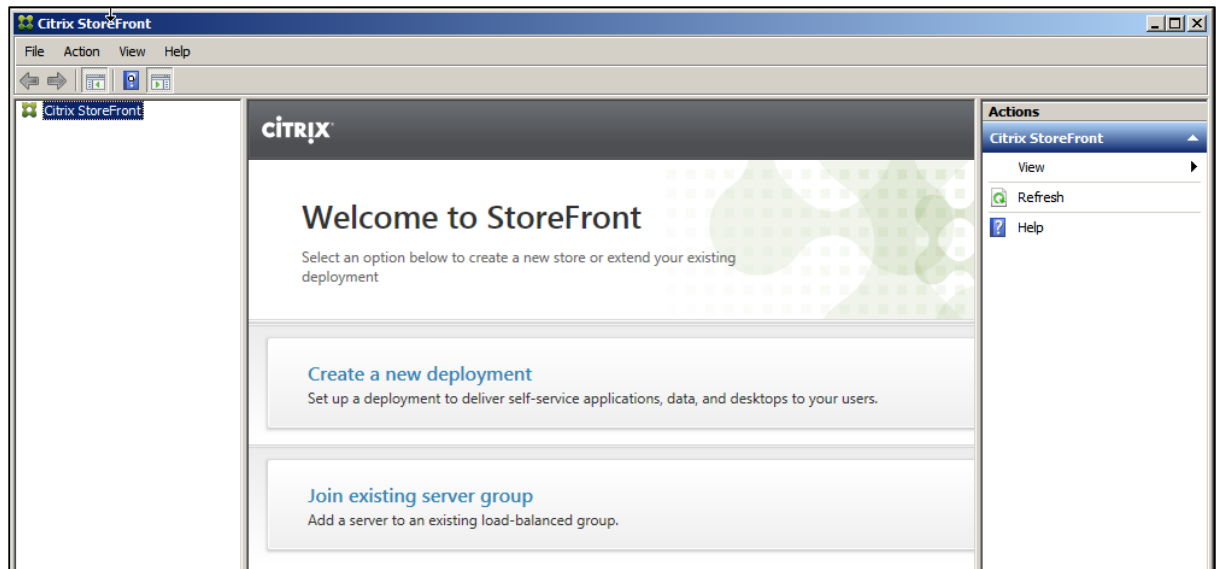 Citrix StoreFront
File Action View Help
Citrix StoreFront
CİTRỊX
Welcome to StoreFront
Select an option below to create a new store or extend your existing
deployment
Create a new deployment
Set up a deployment to deliver self-service applications, data, and desktops to your users.
Join existing server group
Add a server to an existing load-balanced group.
Actions
Citrix StoreFront
View
Refresh
Help